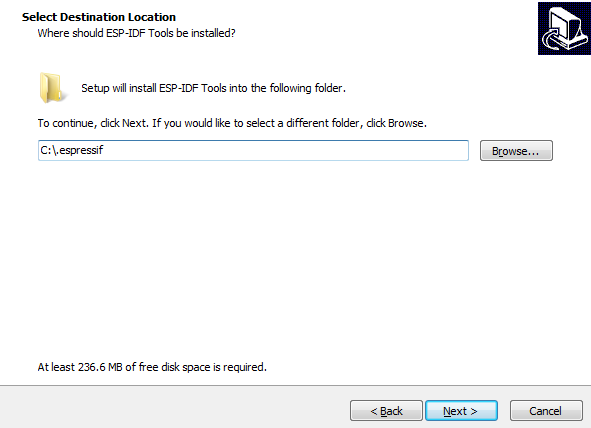 Select Destination Location
Where should ESP-IDF Tools be installed?
Setup will install ESP-IDF Tools into the following folder.
To continue, click Next. If you would like to select a different folder, click Browse.
C:\.espressif
Browse...
At least 236.6 MB of free disk space is required.
< Back
Next >
Cancel